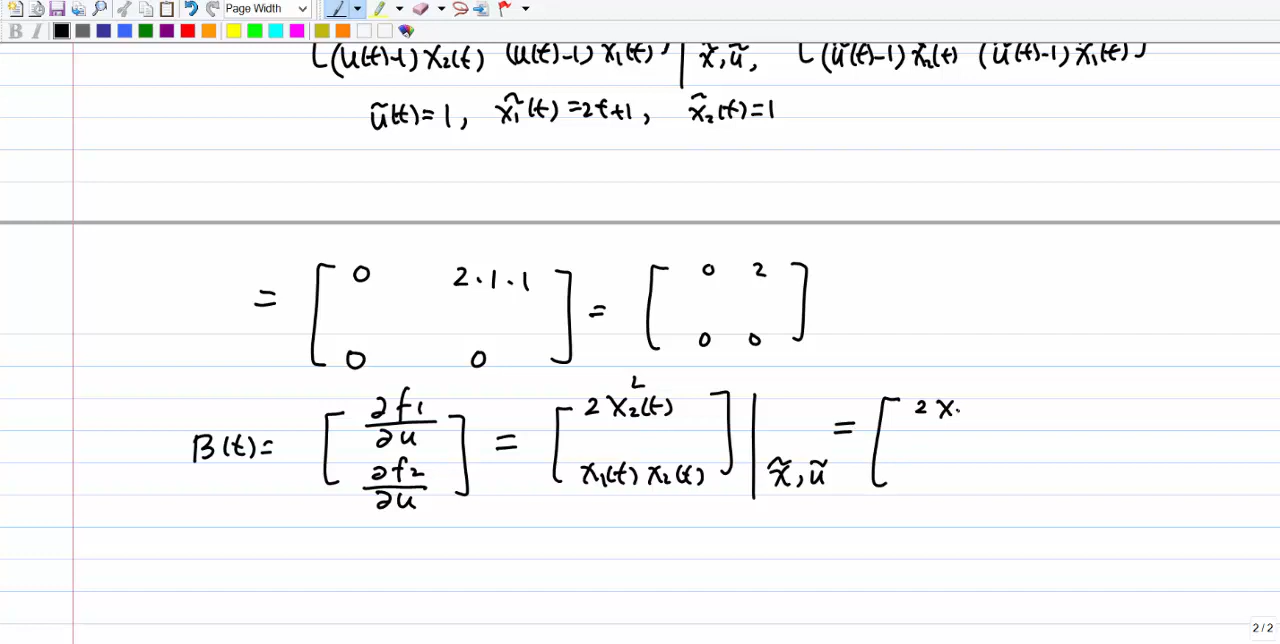 Page Width
B I
[(u(t)-1) x₂(t) (u(t)-1) x₁(t)] | x̃, ũ, [(ũ(t)-1) x̃₂(t) (ũ(t)-1) x̃₁(t)]
ũ(t) = 1, x̃₁(t) = 2t+1, x̃₂(t) = 1
= [ 0 2·1·1 ] = [ 0 2 ]
0 0 0 0
B(t) = [ ∂f₁/∂u ∂f₂/∂u ] = [ 2x₂²(t) x₁(t) x₂(t) ] | x̃, ũ = [ 2x
2 / 2